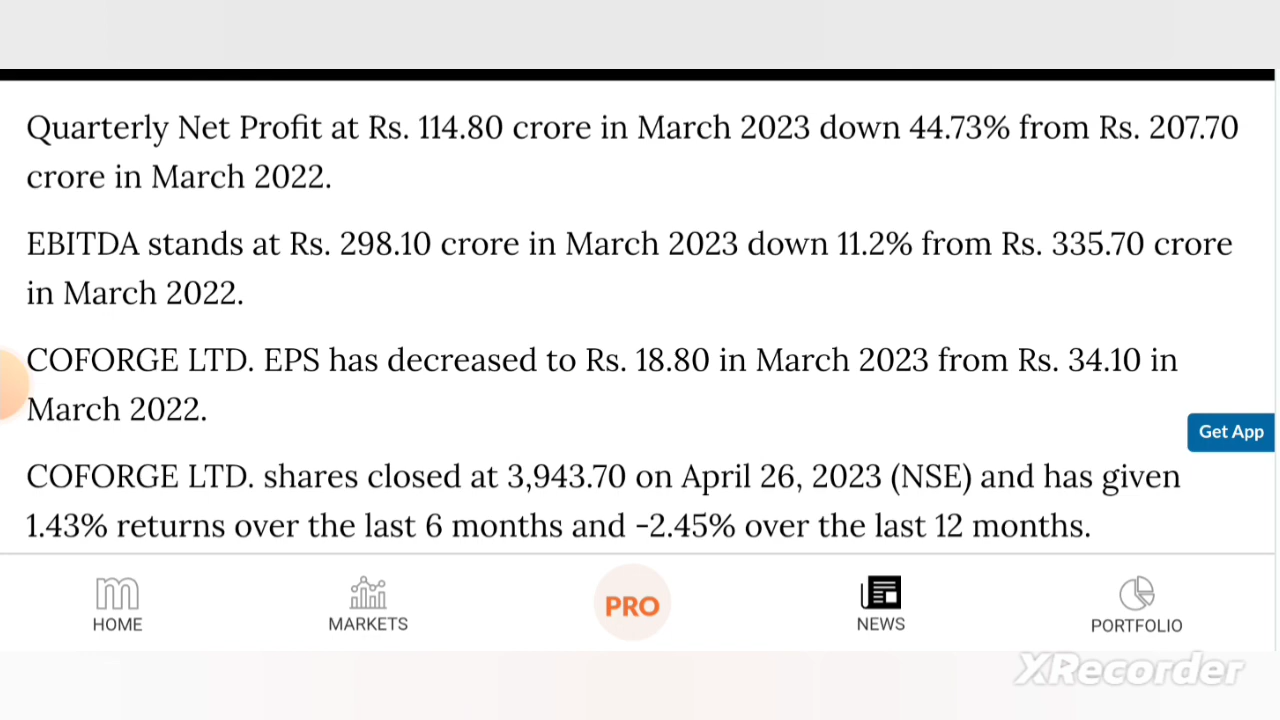 Quarterly Net Profit at Rs. 114.80 crore in March 2023 down 44.73% from Rs. 207.70
crore in March 2022.
EBITDA stands at Rs. 298.10 crore in March 2023 down 11.2% from Rs. 335.70 crore
in March 2022.
COFORGE LTD. EPS has decreased to Rs. 18.80 in March 2023 from Rs. 34.10 in
March 2022.
Get App
COFORGE LTD. shares closed at 3,943.70 on April 26, 2023 (NSE) and has given
1.43% returns over the last 6 months and -2.45% over the last 12 months.
m
HOME
MARKETS
PRO
NEWS
PORTFOLIO
XRecorder